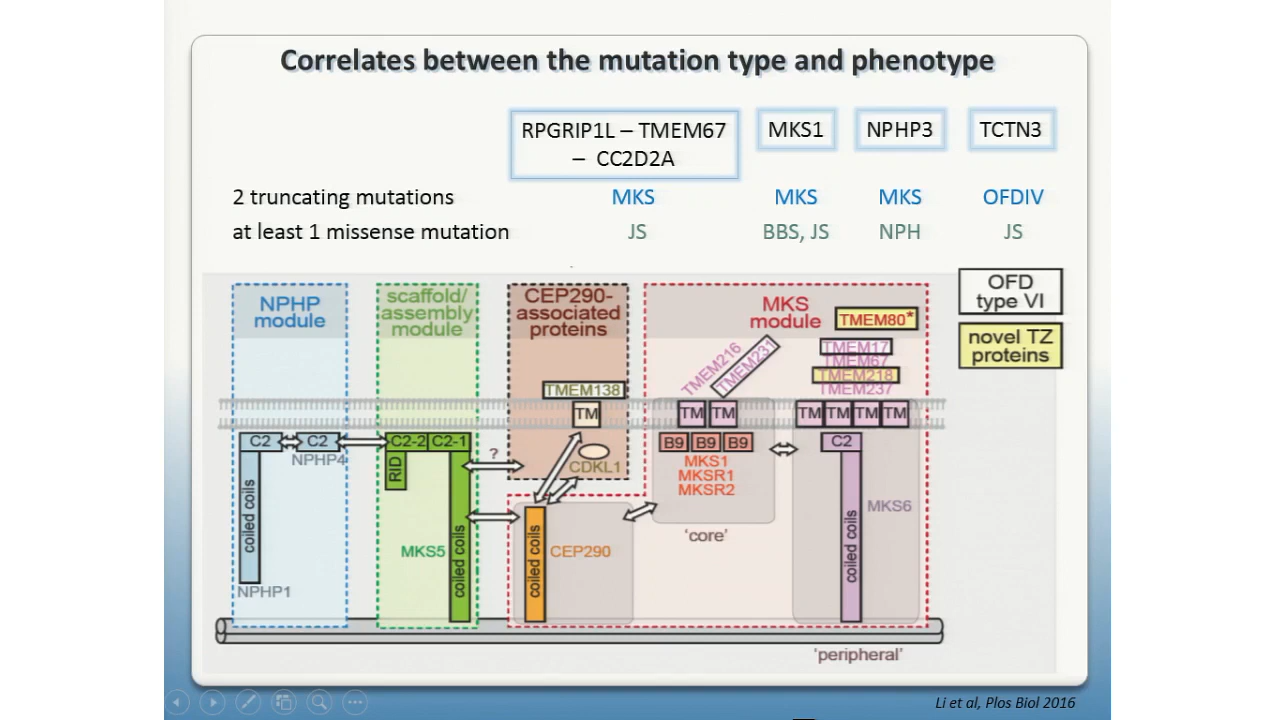 Correlates between the mutation type and phenotype
RPGRIP1L – TMEM67
– CC2D2A
MKS1
NPHP3
TCTN3
2 truncating mutations
MKS
MKS
MKS
OFDIV
at least 1 missense mutation
JS
BBS, JS
NPH
JS
NPHP
module
scaffold/
assembly
module
CEP290-
associated
proteins
MKS
module
TMEM80*
OFD
type VI
novel TZ
proteins
TMEM216
TMEM231
TMEM17
TMEM67
TMEM218
TMEM237
TMEM138
TM
TM
TM
TM
TM
TM
TM
C2
C2
NPHP4
C2-2
C2-1
RID
?
CDKL1
B9
B9
B9
MKS1
MKSR1
MKSR2
C2
MKS6
coiled coils
NPHP1
MKS5
coiled coils
coiled coils
CEP290
'core'
coiled coils
'peripheral'
Li et al, Plos Biol 2016